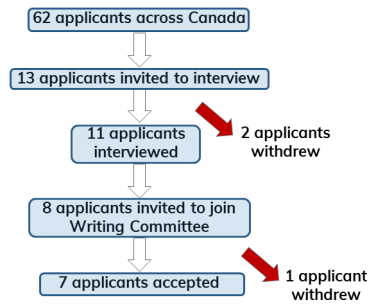 62 applicants across Canada
13 applicants invited to interview
11 applicants
interviewed
2 applicants
withdrew
8 applicants invited to join
Writing Committee
7 applicants accepted
1 applicant
withdrew